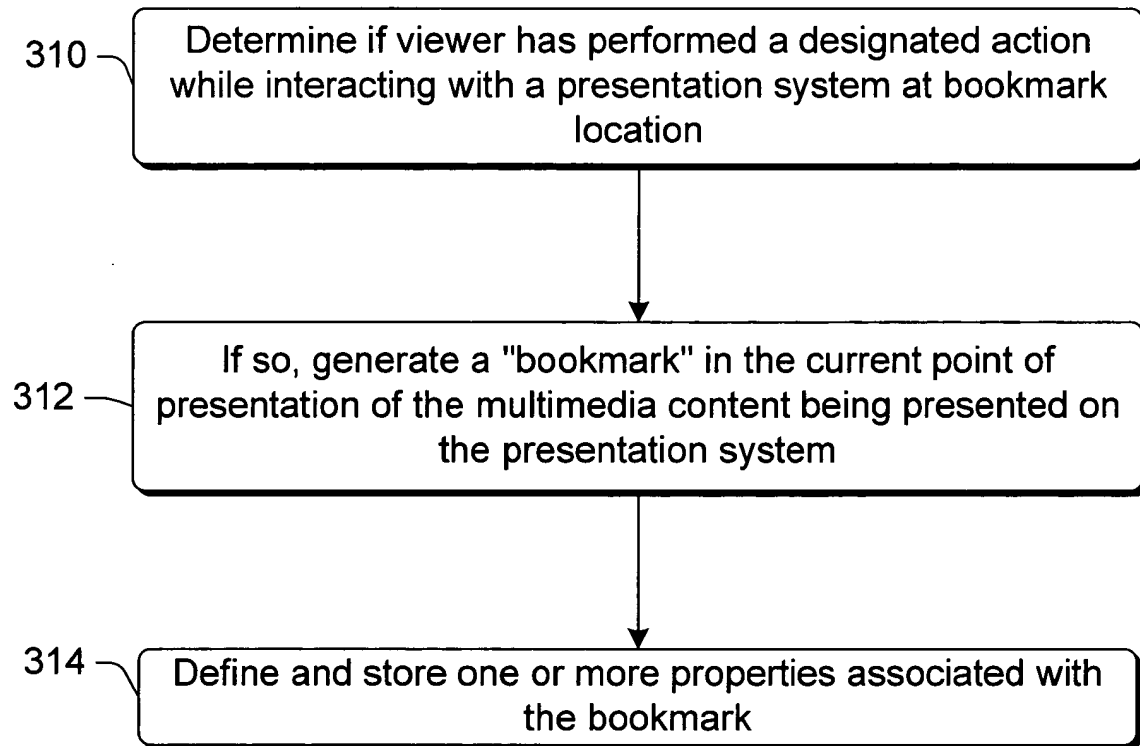 310
Determine if viewer has performed a designated action
while interacting with a presentation system at bookmark
location
312
If so, generate a "bookmark" in the current point of
presentation of the multimedia content being presented on
the presentation system
314
Define and store one or more properties associated with
the bookmark